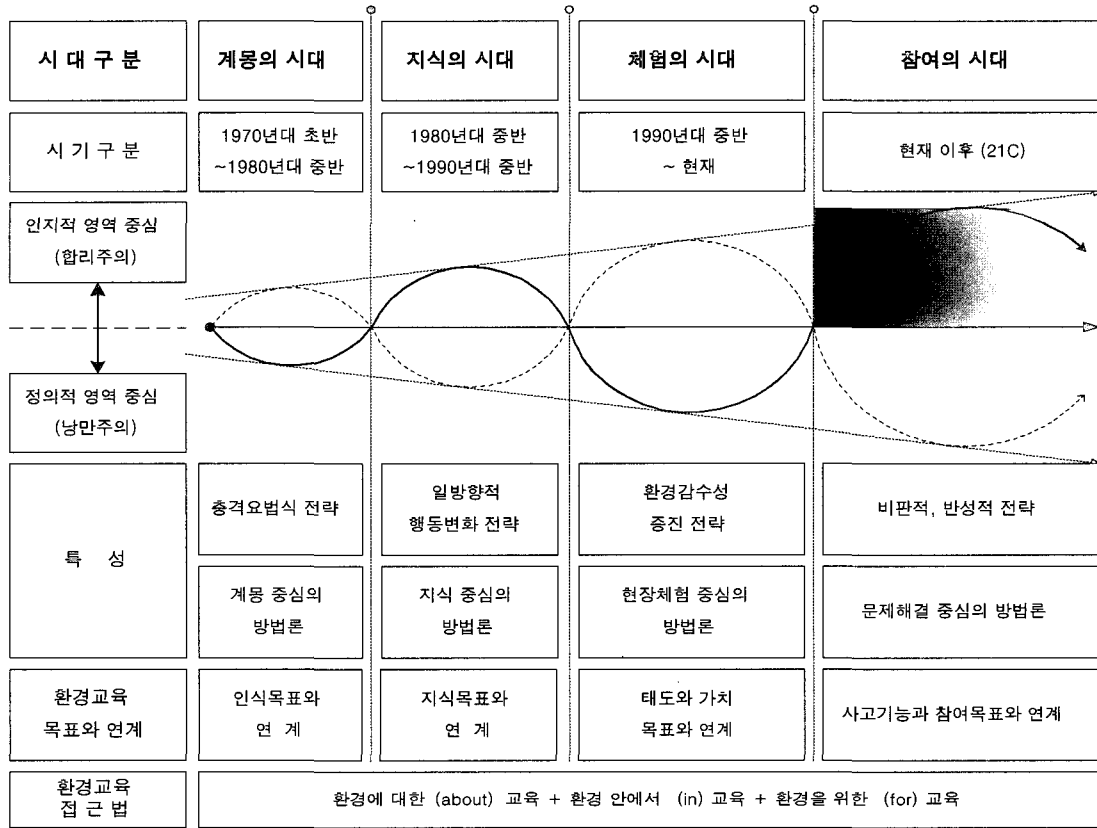 시 대 구 분
계몽의 시대
지식의 시대
체험의 시대
참여의 시대
시 기 구 분
1970년대 초반
~1980년대 중반
1980년대 중반
~1990년대 중반
1990년대 중반
~ 현재
현재 이후 (21C)
인지적 영역 중심
(합리주의)
정의적 영역 중심
(낭만주의)
특 성
충격요법식 전략
일방향적
행동변화 전략
환경감수성
증진 전략
비판적, 반성적 전략
계몽 중심의
방법론
지식 중심의
방법론
현장체험 중심의
방법론
문제해결 중심의 방법론
환경교육
목표와 연계
인식목표와
연 계
지식목표와
연 계
태도와 가치
목표와 연계
사고기능과 참여목표와 연계
환경교육
접근법
환경에 대한 (about) 교육 + 환경 안에서 (in) 교육 + 환경을 위한 (for) 교육